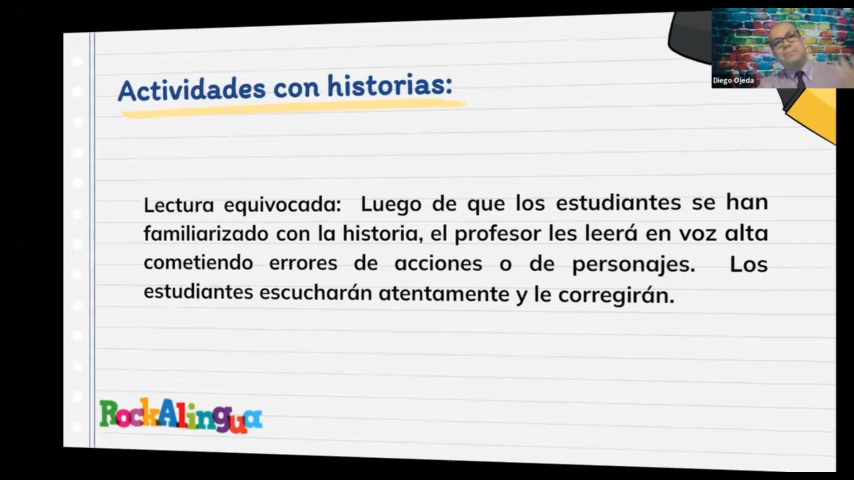 Diego Ojeda
Actividades con historias:
Lectura equivocada: Luego de que los estudiantes se han
familiarizado con la historia, el profesor les leerá en voz alta
cometiendo errores de acciones o de personajes. Los
estudiantes escucharán atentamente y le corregirán.
RockAlingua